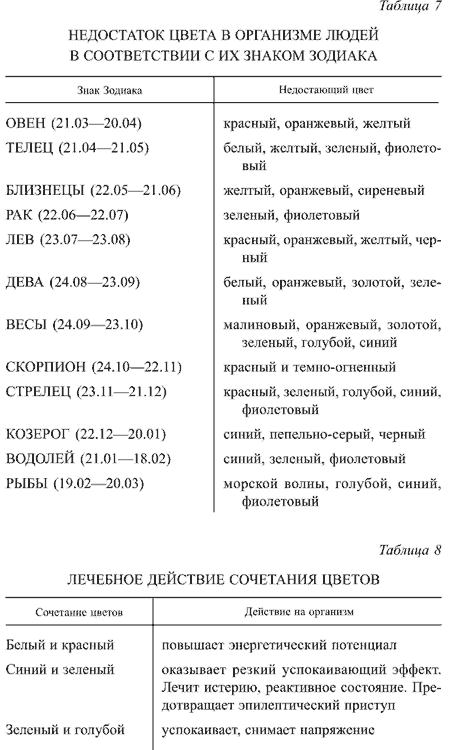 Таблица 7
НЕДОСТАТОК ЦВЕТА В ОРГАНИЗМЕ ЛЮДЕЙ
В СООТВЕТСТВИИ С ИХ ЗНАКОМ ЗОДИАКА
Знак Зодиака Недостающий цвет
ОВЕН (21.03—20.04) красный, оранжевый, желтый
ТЕЛЕЦ (21.04—21.05) белый, желтый, зеленый, фиолето-
вый
БЛИЗНЕЦЫ (22.05—21.06) желтый, оранжевый, сиреневый
РАК (22.06—22.07) зеленый, фиолетовый
ЛЕВ (23.07—23.08) красный, оранжевый, желтый, чер-
ный
ДЕВА (24.08—23.09) белый, оранжевый, золотой, зеле-
ный
ВЕСЫ (24.09—23.10) малиновый, оранжевый, золотой,
зеленый, голубой, синий
СКОРПИОН (24.10—22.11) красный и темно-огненный
СТРЕЛЕЦ (23.11—21.12) красный, зеленый, голубой, синий,
фиолетовый
КОЗЕРОГ (22.12—20.01) синий, пепельно-серый, черный
ВОДОЛЕЙ (21.01—18.02) синий, зеленый, фиолетовый
РЫБЫ (19.02—20.03) морской волны, голубой, синий,
фиолетовый
Таблица 8
ЛЕЧЕБНОЕ ДЕЙСТВИЕ СОЧЕТАНИЯ ЦВЕТОВ
Сочетание цветов Действие на организм
Белый и красный повышает энергетический потенциал
Синий и зеленый оказывает резкий успокаивающий эффект.
Лечит истерию, реактивное состояние. Пре-
дотвращает эпилептический приступ
Зеленый и голубой успокаивает, снимает напряжение